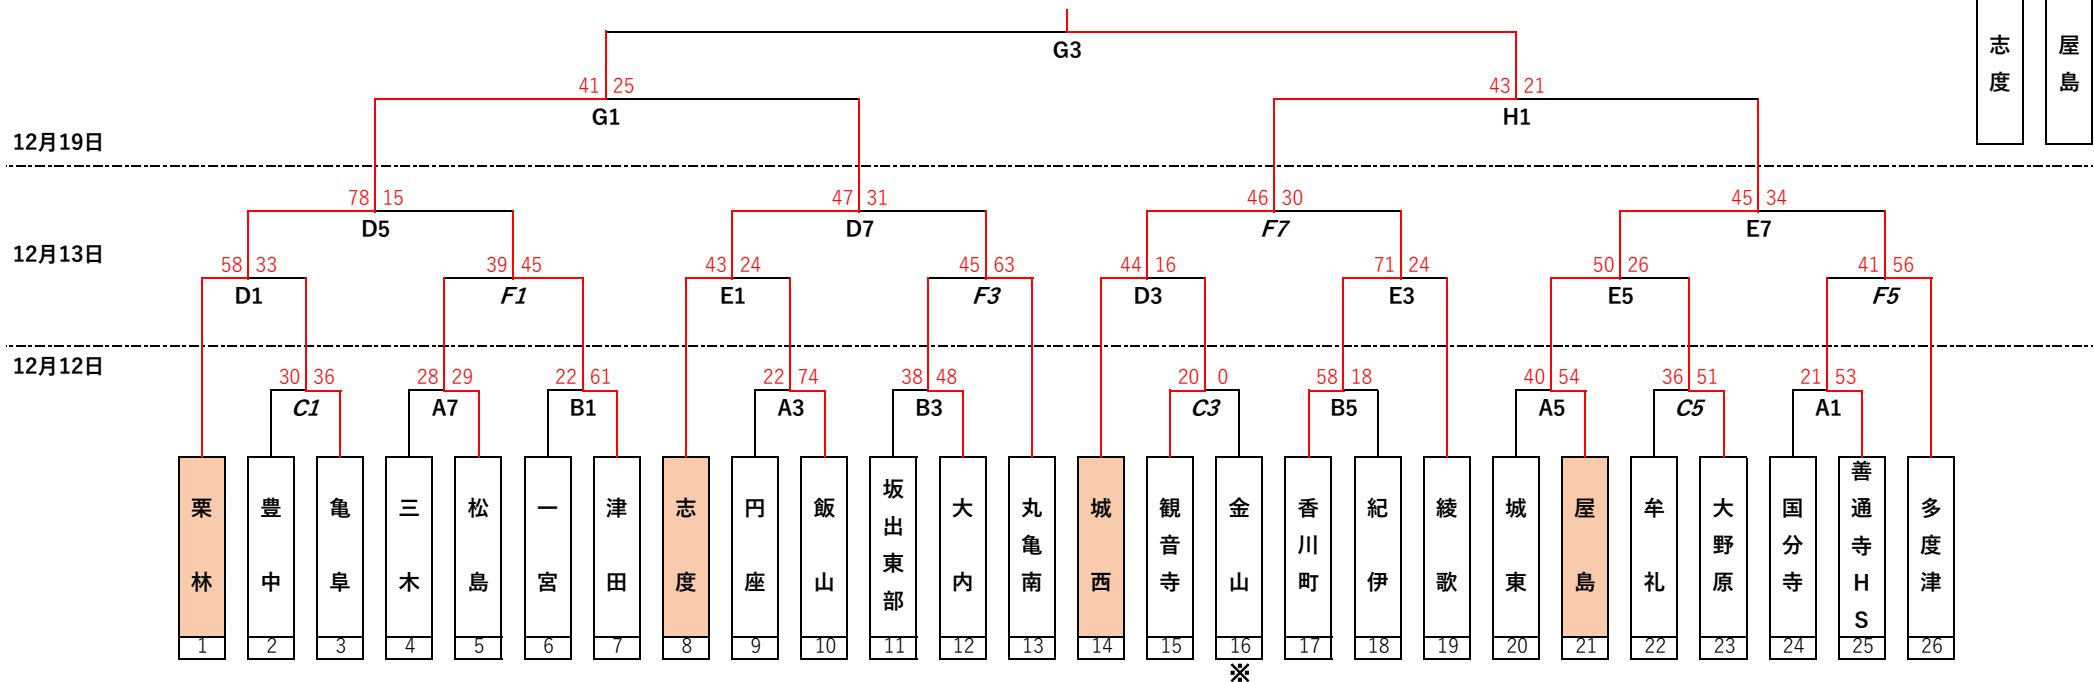 G3
志度
屋島
41 25
43 21
G1
H1
12月19日
78 15
47 31
46 30
45 34
D5
D7
F7
E7
12月13日
58 33
39 45
43 24
45 63
44 16
71 24
50 26
41 56
D1
F1
E1
F3
D3
E3
E5
F5
12月12日
30 36
28 29
22 61
22 74
38 48
20 0
58 18
40 54
36 51
21 53
C1
A7
B1
A3
B3
C3
B5
A5
C5
A1
栗林
豊中
亀阜
三木
松島
一宮
津田
志度
円座
飯山
坂出東部
大内
丸亀南
城西
観音寺
金山
香川町
紀伊
綾歌
城東
屋島
牟礼
大野原
国分寺
善通寺HS
多度津
1 2 3 4 5 6 7 8 9 10 11 12 13 14 15 16 17 18 19 20 21 22 23 24 25 26
※